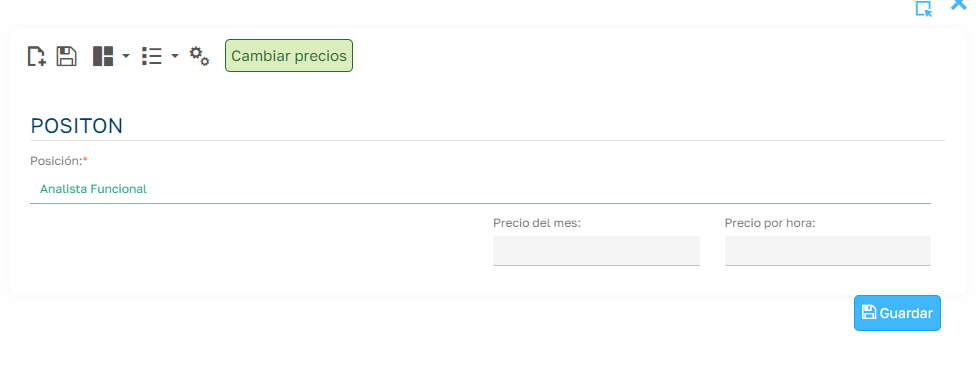 Cambiar precios
POSITON
Posición:*
Analista Funcional
Precio del mes: Precio por hora:
Guardar